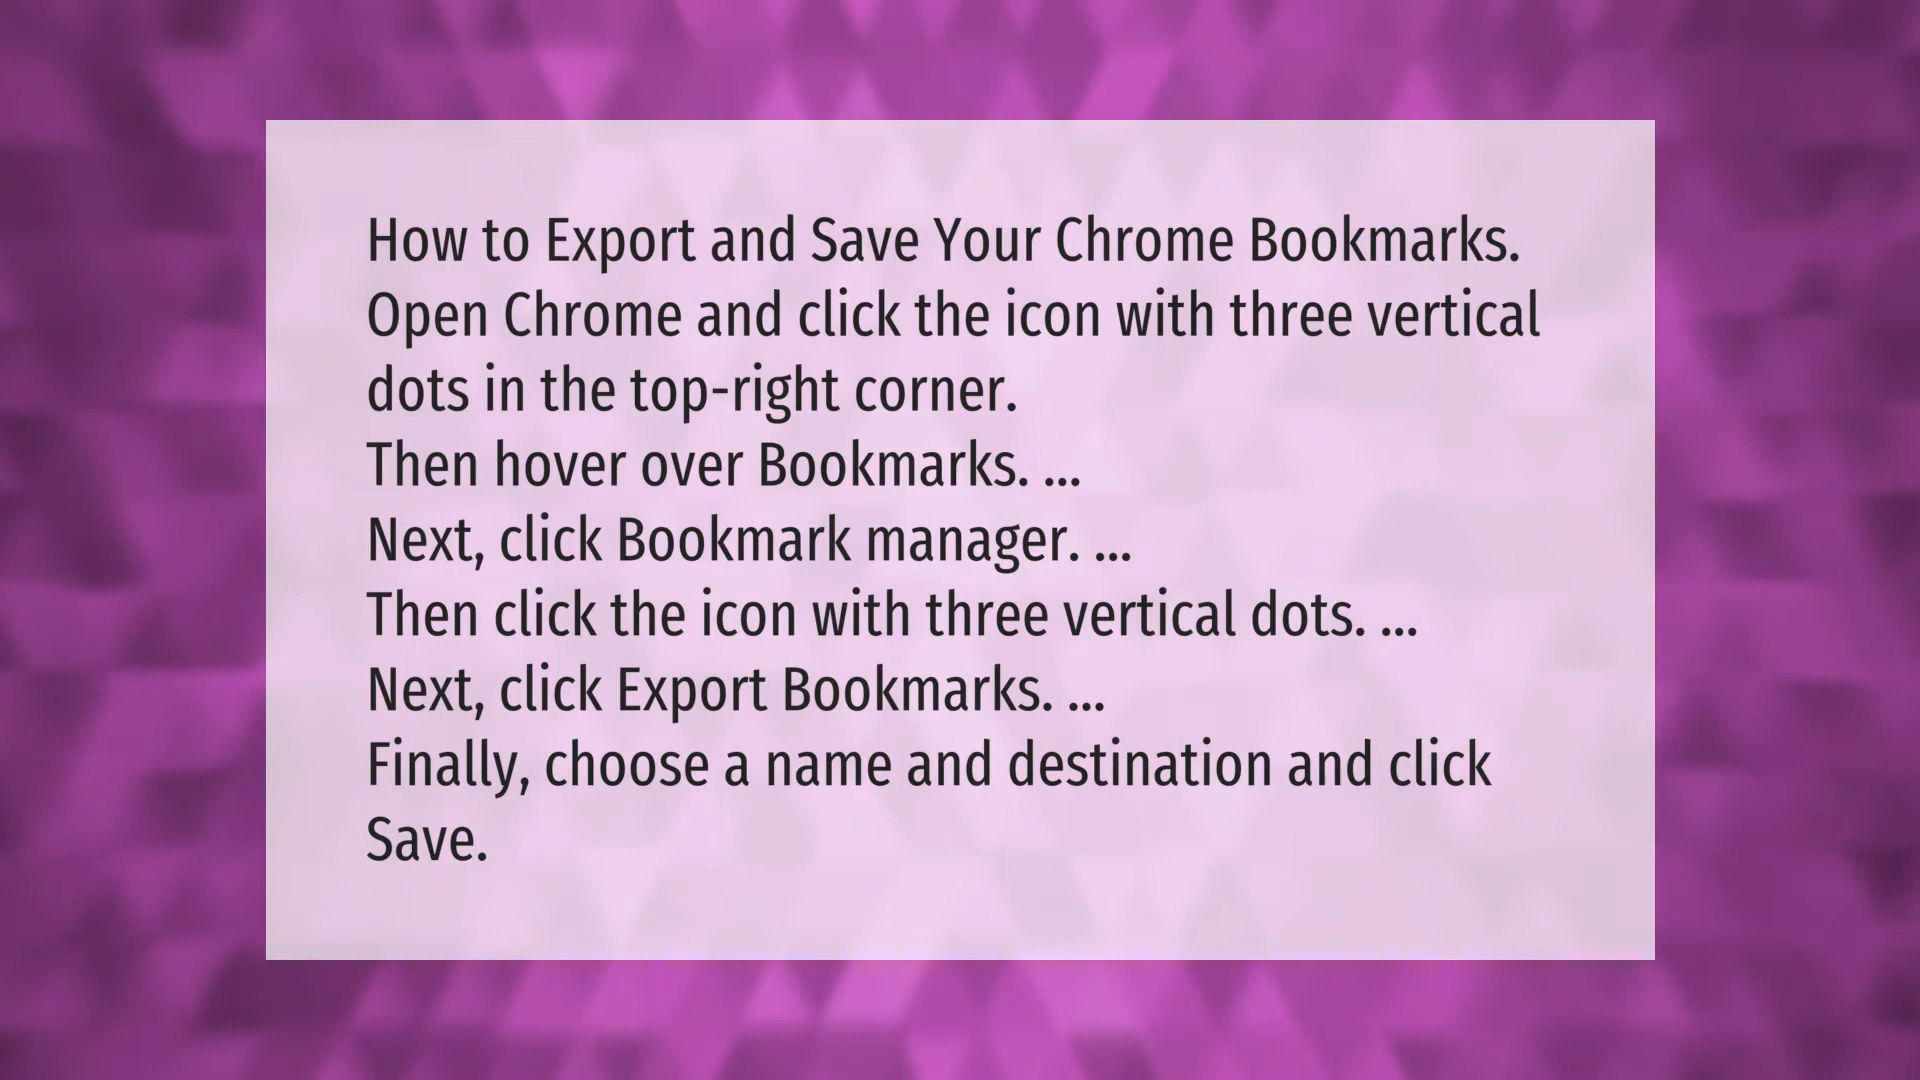 How to Export and Save Your Chrome Bookmarks.
Open Chrome and click the icon with three vertical
dots in the top-right corner.
Then hover over Bookmarks. ...
Next, click Bookmark manager. ...
Then click the icon with three vertical dots. ...
Next, click Export Bookmarks. ...
Finally, choose a name and destination and click
Save.